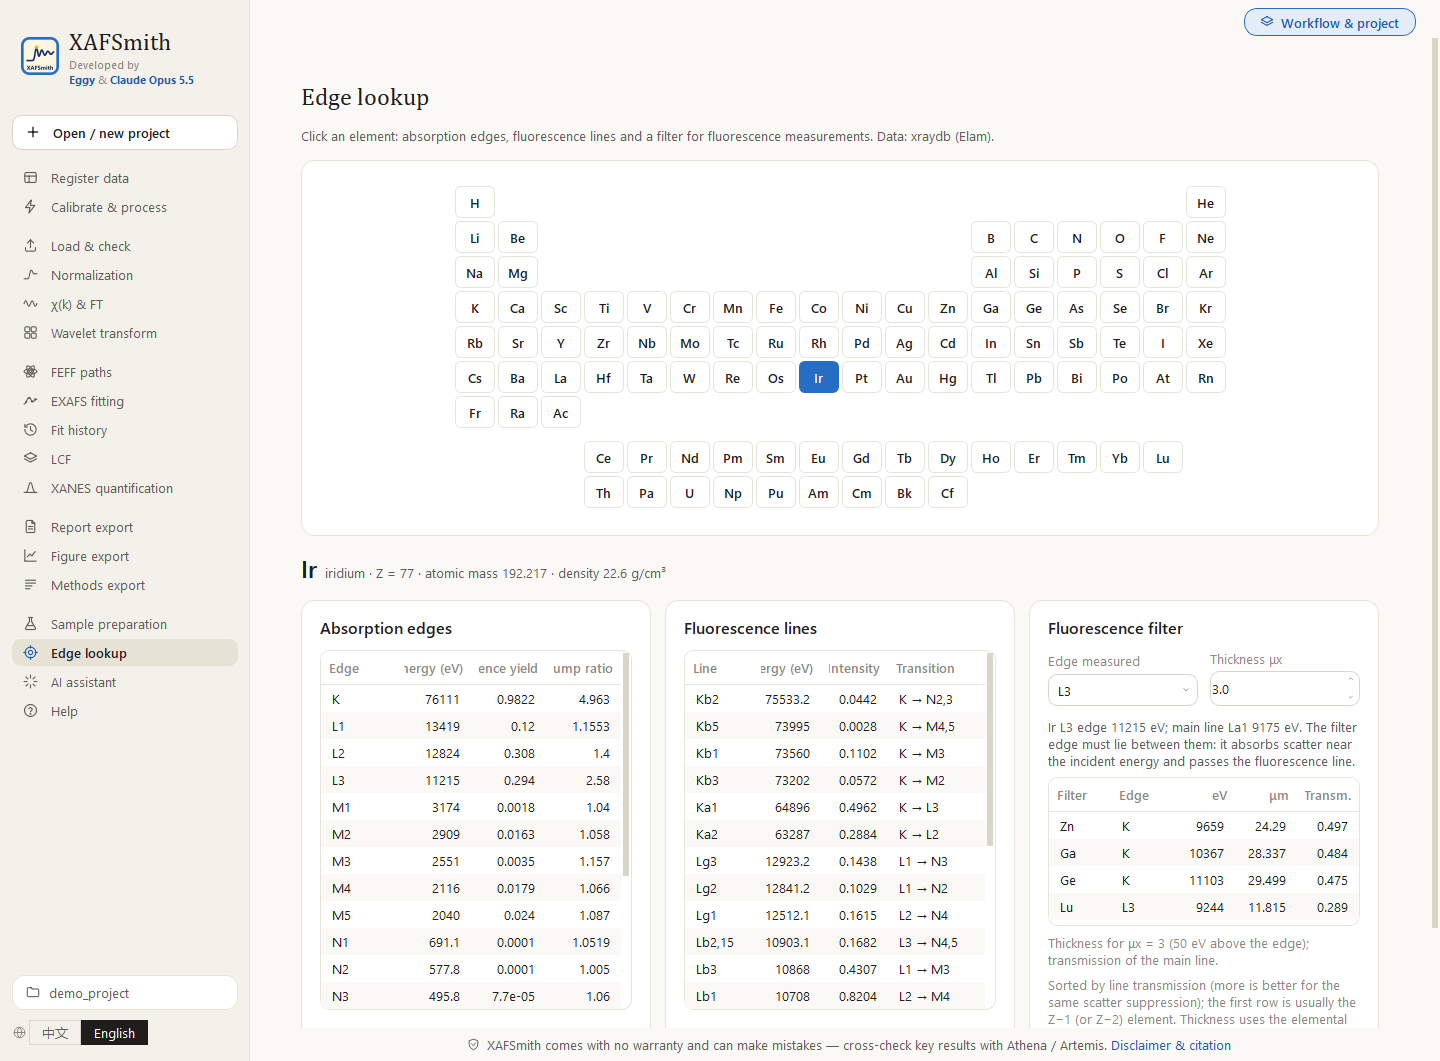 Workflow & project
XAFSmith
XAFSmith
Developed by
Eggy & Claude Opus 5.5
Open / new project
Register data
Calibrate & process
Load & check
Normalization
χ(k) & FT
Wavelet transform
FEFF paths
EXAFS fitting
Fit history
LCF
XANES quantification
Report export
Figure export
Methods export
Sample preparation
Edge lookup
AI assistant
Help
demo_project
中文 English
Edge lookup
Click an element: absorption edges, fluorescence lines and a filter for fluorescence measurements. Data: xraydb (Elam).
H He
Li Be B C N O F Ne
Na Mg Al Si P S Cl Ar
K Ca Sc Ti V Cr Mn Fe Co Ni Cu Zn Ga Ge As Se Br Kr
Rb Sr Y Zr Nb Mo Tc Ru Rh Pd Ag Cd In Sn Sb Te I Xe
Cs Ba La Hf Ta W Re Os Ir Pt Au Hg Tl Pb Bi Po At Rn
Fr Ra Ac
Ce Pr Nd Pm Sm Eu Gd Tb Dy Ho Er Tm Yb Lu
Th Pa U Np Pu Am Cm Bk Cf
Ir iridium · Z = 77 · atomic mass 192.217 · density 22.6 g/cm³
Absorption edges
Edge nergy (eV) ence yield ump ratio
K 76111 0.9822 4.963
L1 13419 0.12 1.1553
L2 12824 0.308 1.4
L3 11215 0.294 2.58
M1 3174 0.0018 1.04
M2 2909 0.0163 1.058
M3 2551 0.0035 1.157
M4 2116 0.0179 1.066
M5 2040 0.024 1.087
N1 691.1 0.0001 1.0519
N2 577.8 0.0001 1.005
N3 495.8 7.7e-05 1.06
Fluorescence lines
Line ergy (eV) Intensity Transition
Kb2 75533.2 0.0442 K → N2,3
Kb5 73995 0.0028 K → M4,5
Kb1 73560 0.1102 K → M3
Kb3 73202 0.0572 K → M2
Ka1 64896 0.4962 K → L3
Ka2 63287 0.2884 K → L2
Lg3 12923.2 0.1438 L1 → N3
Lg2 12841.2 0.1029 L1 → N2
Lg1 12512.1 0.1615 L2 → N4
Lb2,15 10903.1 0.1682 L3 → N4,5
Lb3 10868 0.4307 L1 → M3
Lb1 10708 0.8204 L2 → M4
Fluorescence filter
Edge measured Thickness μx
L3 3.0
Ir L3 edge 11215 eV; main line La1 9175 eV. The filter
edge must lie between them: it absorbs scatter near
the incident energy and passes the fluorescence line.
Filter Edge eV μm Transm.
Zn K 9659 24.29 0.497
Ga K 10367 28.337 0.484
Ge K 11103 29.499 0.475
Lu L3 9244 11.815 0.289
Thickness for μx = 3 (50 eV above the edge);
transmission of the main line.
Sorted by line transmission (more is better for the
same scatter suppression); the first row is usually the
Z−1 (or Z−2) element. Thickness uses the elemental
XAFSmith comes with no warranty and can make mistakes — cross-check key results with Athena / Artemis. Disclaimer & citation